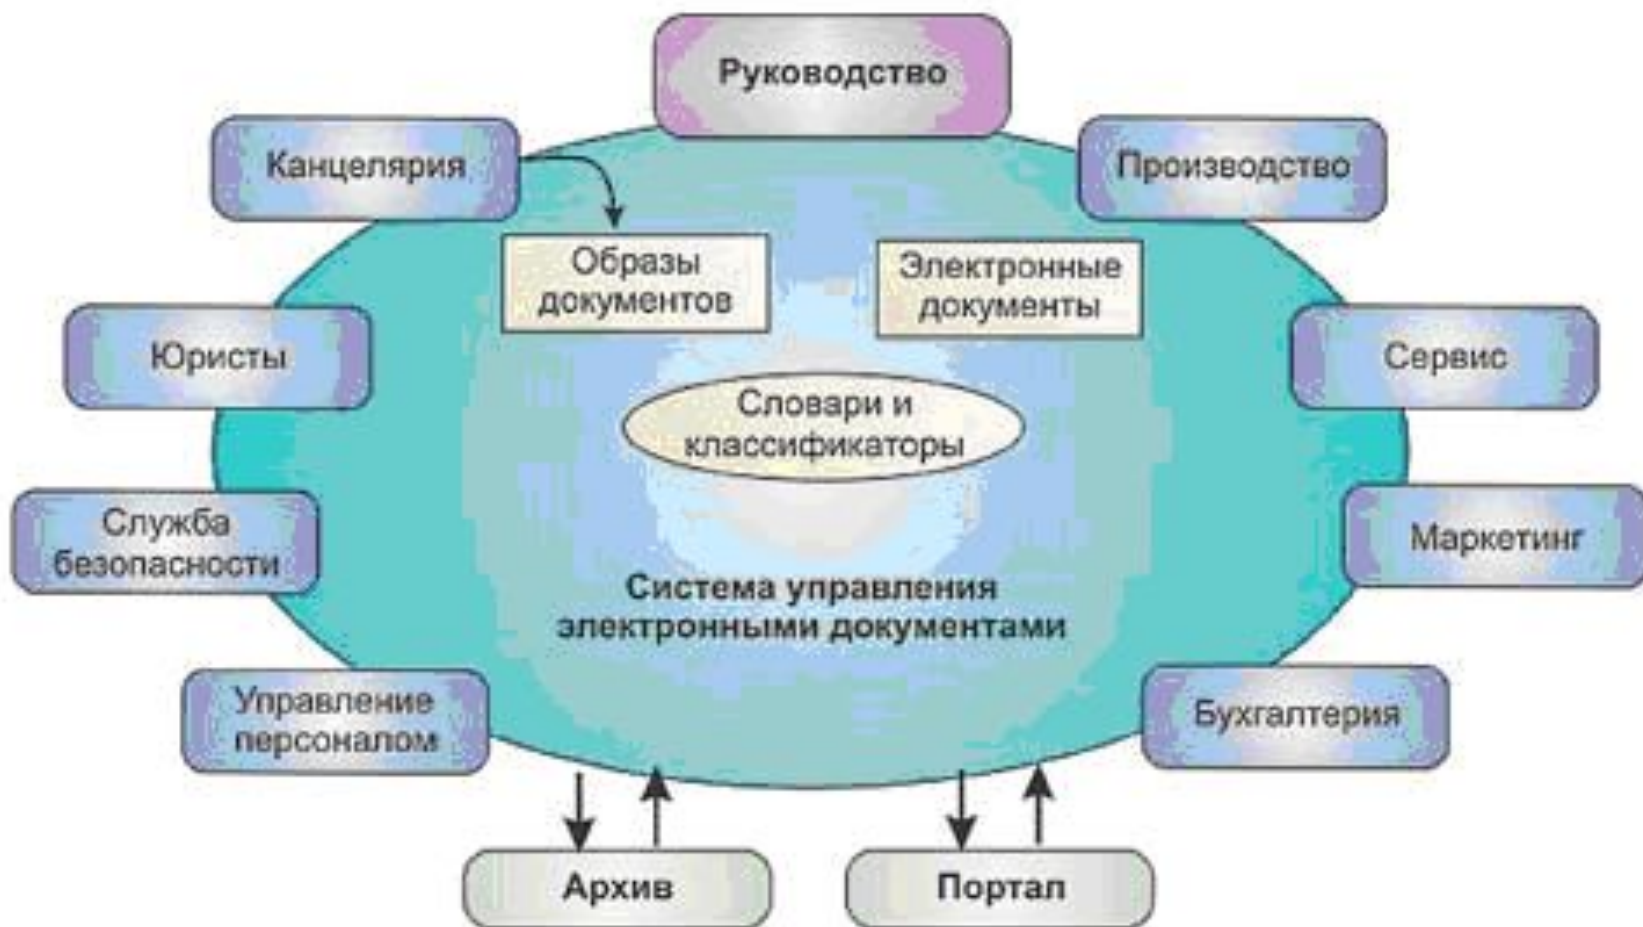 Руководство
Канцелярия
Производство
Образы
документов
Электронные
документы
Юристы
Сервис
Словари и
классификаторы
Служба
безопасности
Маркетинг
Система управления
электронными документами
Управление
персоналом
Бухгалтерия
Архив
Портал